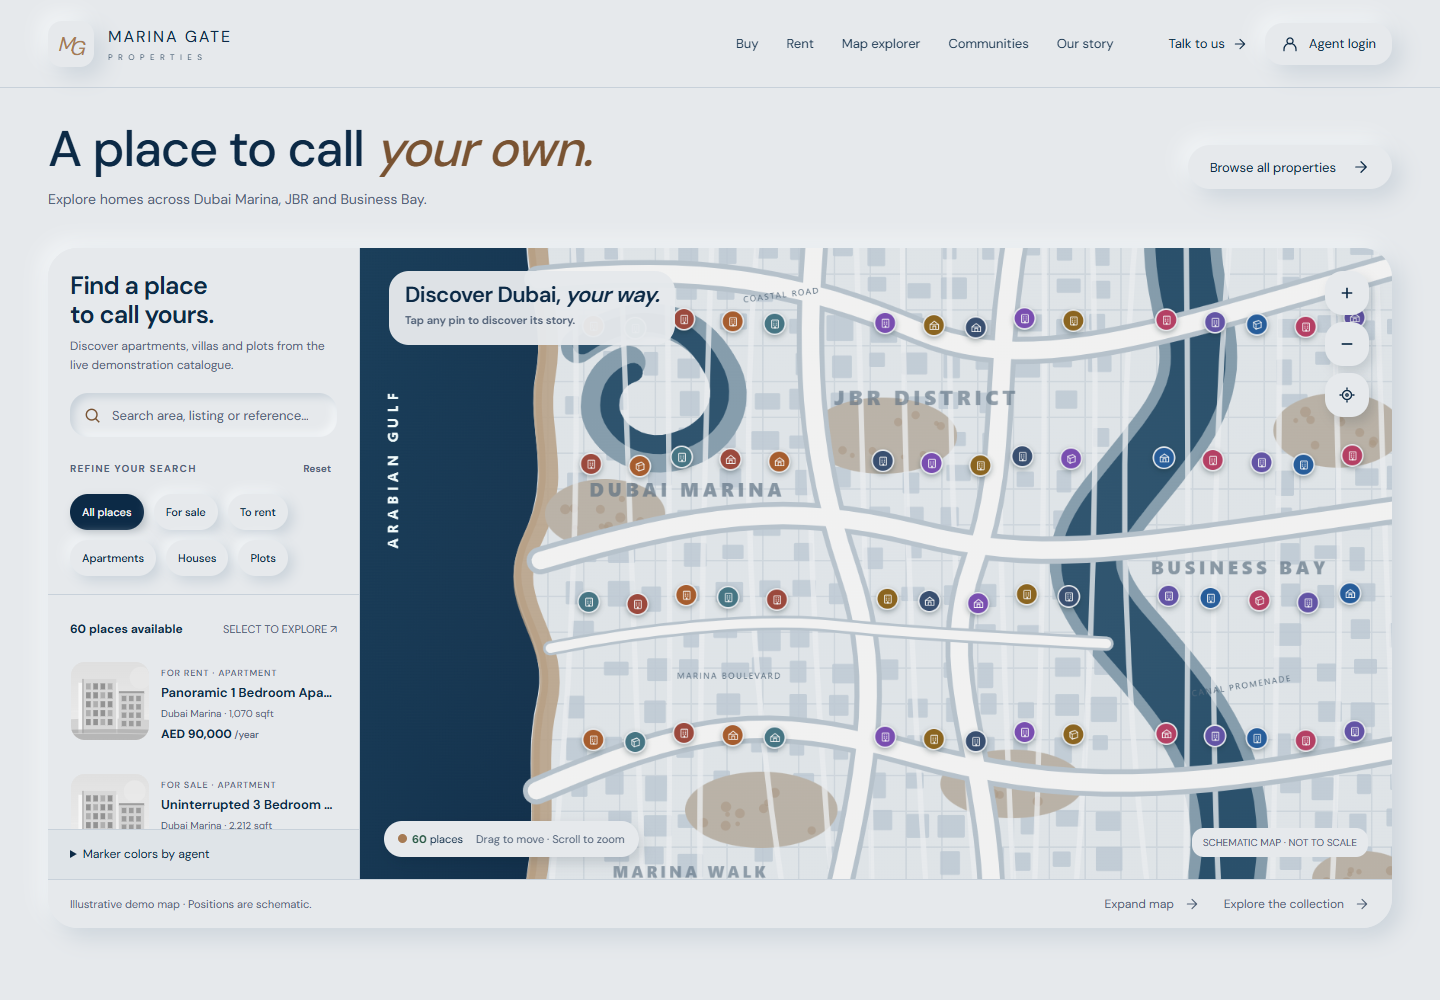 MG
MARINA GATE
PROPERTIES
Buy
Rent
Map explorer
Communities
Our story
Talk to us
Agent login
A place to call your own.
Explore homes across Dubai Marina, JBR and Business Bay.
Browse all properties
Find a place
to call yours.
Discover apartments, villas and plots from the
live demonstration catalogue.
Search area, listing or reference...
REFINE YOUR SEARCH
Reset
All places
For sale
To rent
Apartments
Houses
Plots
60 places available
SELECT TO EXPLORE
FOR RENT · APARTMENT
Panoramic 1 Bedroom Apa...
Dubai Marina · 1,070 sqft
AED 90,000 /year
FOR SALE · APARTMENT
Uninterrupted 3 Bedroom ...
Dubai Marina · 2,212 sqft
Marker colors by agent
Discover Dubai, your way.
Tap any pin to discover its story.
COASTAL ROAD
ARABIAN GULF
JBR DISTRICT
DUBAI MARINA
BUSINESS BAY
MARINA BOULEVARD
CANAL PROMENADE
MARINA WALK
60 places
Drag to move · Scroll to zoom
SCHEMATIC MAP · NOT TO SCALE
Illustrative demo map · Positions are schematic.
Expand map
Explore the collection